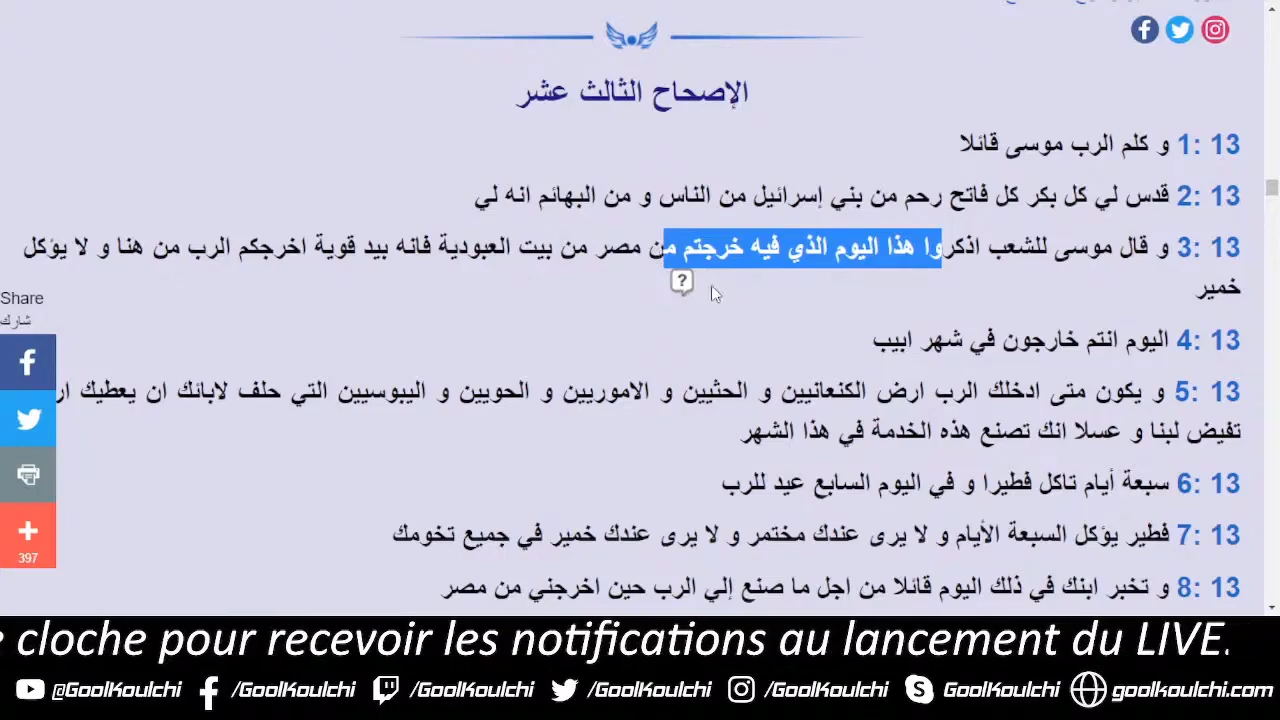 الإصحاح الثالث عشر
13 :1 و كلم الرب موسى قائلا
13 :2 قدس لي كل بكر كل فاتح رحم من بني إسرائيل من الناس و من البهائم انه لي
13 :3 و قال موسى للشعب اذكروا هذا اليوم الذي فيه خرجتم من مصر من بيت العبودية فانه بيد قوية اخرجكم الرب من هنا و لا يؤكل
خمير
13 :4 اليوم انتم خارجون في شهر ابيب
13 :5 و يكون متى ادخلك الرب ارض الكنعانيين و الحثيين و الاموريين و الحويين و اليبوسيين التي حلف لابائك ان يعطيك
تفيض لبنا و عسلا انك تصنع هذه الخدمة في هذا الشهر
13 :6 سبعة أيام تاكل فطيرا و في اليوم السابع عيد للرب
13 :7 فطير يؤكل السبعة الأيام و لا يرى عندك مختمر و لا يرى عندك خمير في جميع تخومك
13 :8 و تخبر ابنك في ذلك اليوم قائلا من اجل ما صنع إلي الرب حين اخرجني من مصر
?
Share
شارك
397
cloche pour recevoir les notifications au lancement du LIVE.
@GoolKoulchi /GoolKoulchi /GoolKoulchi /GoolKoulchi /GoolKoulchi GoolKoulchi goolkoulchi.com